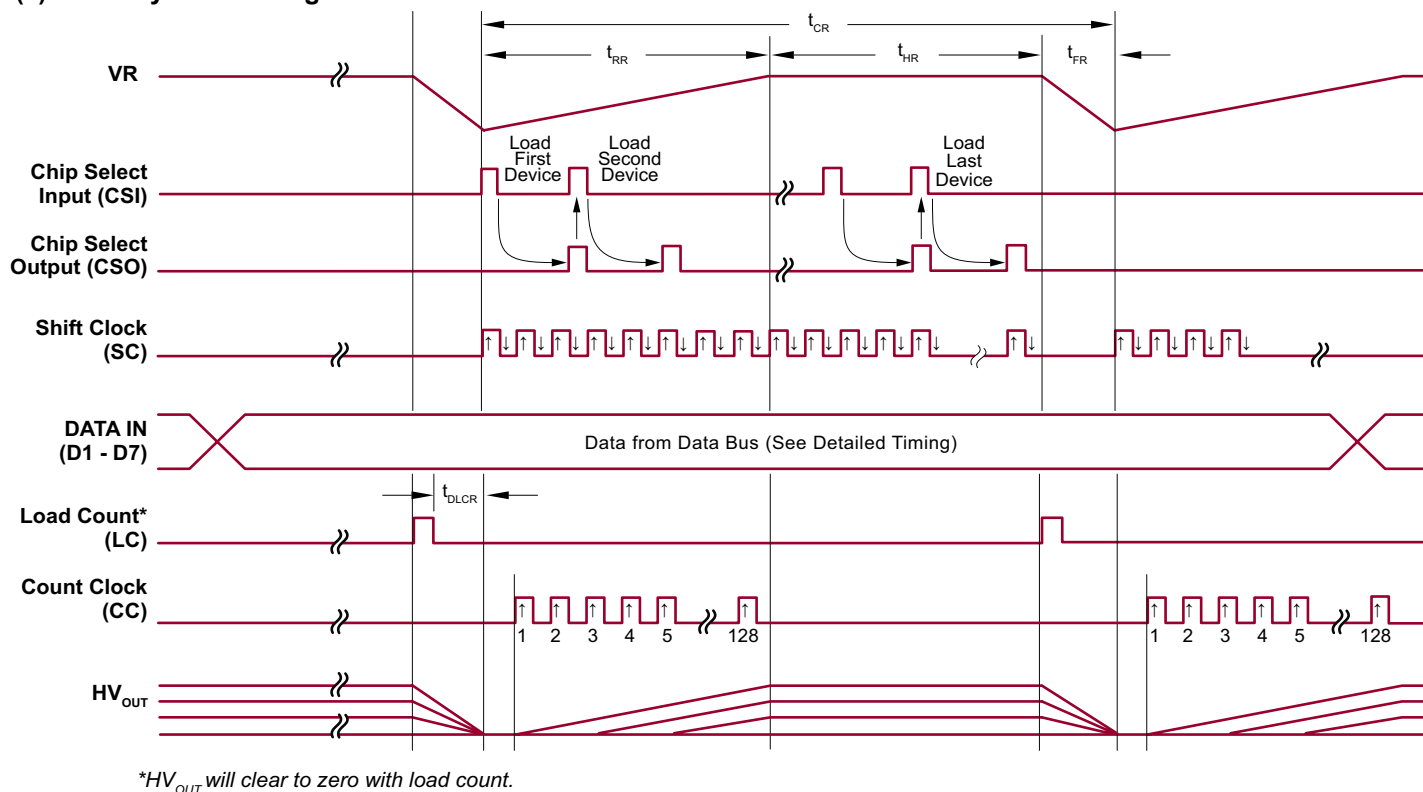 t_CR
t_RR
t_HR
t_FR
VR
Load First Device
Load Second Device
Load Last Device
Chip Select Input (CSI)
Chip Select Output (CSO)
Shift Clock (SC)
↑ ↓ ↑ ↓ ↑ ↓ ↑ ↓ ↑ ↓ ↑ ↓ ↑ ↓ ↑ ↓ ↑ ↓ ↑ ↓ ↑ ↓ ↑ ↓ ↑ ↓ ↑ ↓ ↑ ↓ ↑ ↓ ↑ ↓ ↑ ↓
DATA IN (D1 - D7)
Data from Data Bus (See Detailed Timing)
t_DLCR
Load Count* (LC)
Count Clock (CC)
↑ ↑ ↑ ↑ ↑ ↑ ↑ ↑ ↑ ↑ ↑ ↑
1 2 3 4 5 128 1 2 3 4 5 128
HV_OUT
*HV_OUT will clear to zero with load count.